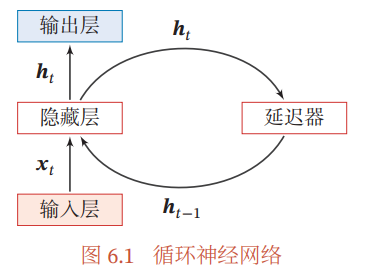 输出层
h_t
h_t
隐藏层
延迟器
x_t
输入层
h_{t-1}
图 6.1 循环神经网络